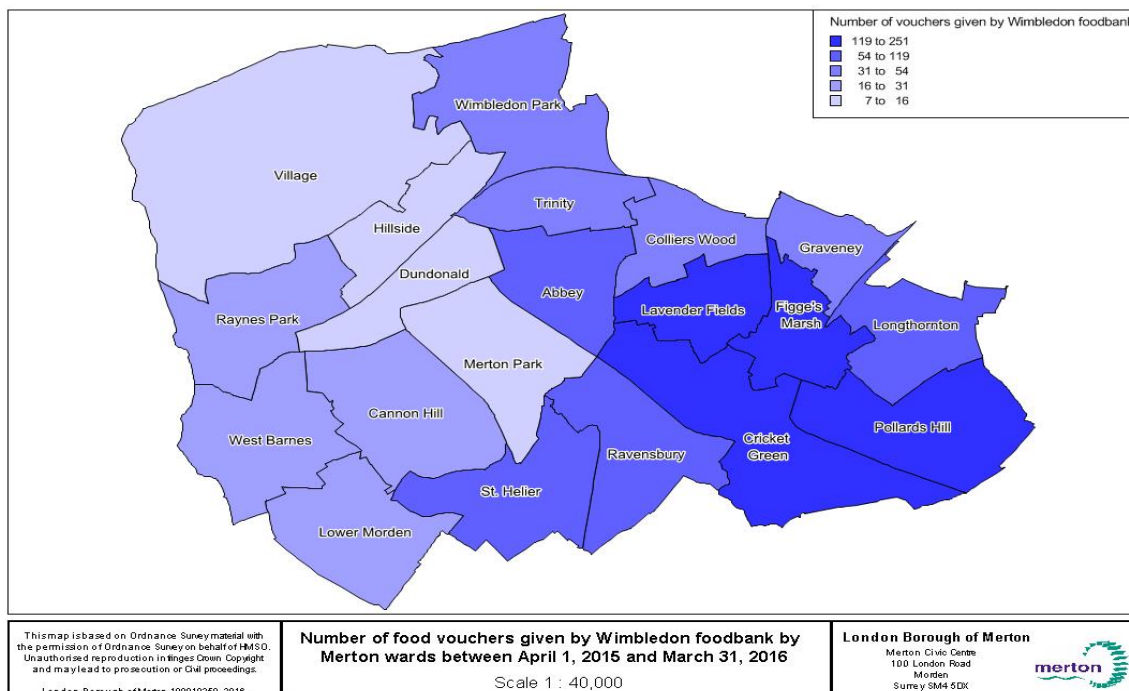 Number of vouchers given by Wimbledon foodbank
119 to 251
54 to 119
31 to 54
16 to 31
7 to 16
Wimbledon Park
Village
Trinity
Hillside
Colliers Wood
Graveney
Dundonald
Abbey
Raynes Park
Lavender Fields
Figge's
Marsh
Longthornton
Merton Park
Cannon Hill
West Barnes
Pollards Hill
Cricket
Green
Ravensbury
St. Helier
Lower Morden
This map is based on Ordnance Survey material with
the permission of Ordnance Survey on behalf of HMSO.
Unauthorised reproduction infringes Crown Copyright
and may lead to prosecution or Civil proceedings.
London Borough of Merton 2016
Number of food vouchers given by Wimbledon foodbank by
Merton wards between April 1, 2015 and March 31, 2016
Scale 1 : 40,000
London Borough of Merton
Merton Civic Centre
100 London Road
Morden
Surrey SM4 5DX
merton